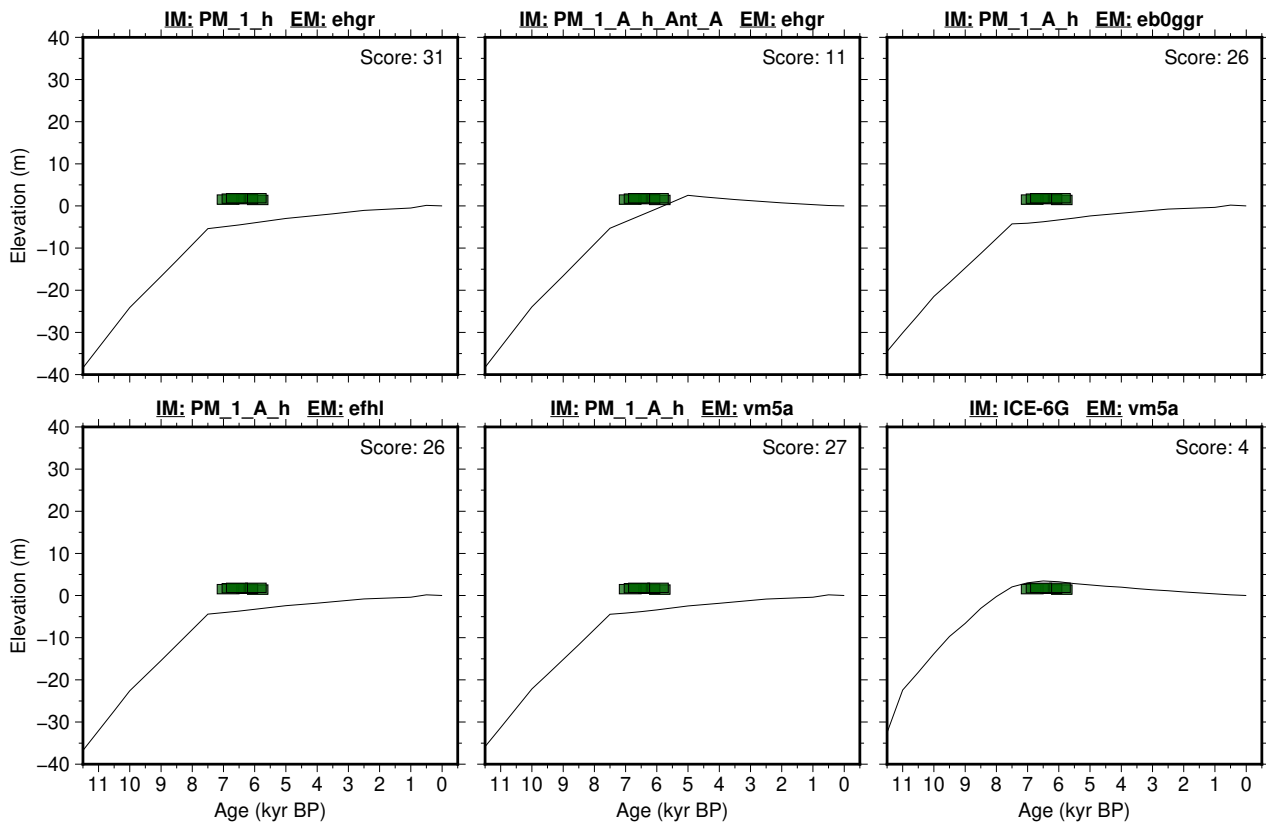 IM: PM_1_h EM: ehgr
IM: PM_1_A_h_Ant_A EM: ehgr
IM: PM_1_A_h EM: eb0ggr
Score: 31
Score: 11
Score: 26
Elevation (m)
40
30
20
10
0
−10
−20
−30
−40
IM: PM_1_A_h EM: efhl
IM: PM_1_A_h EM: vm5a
IM: ICE-6G EM: vm5a
Score: 26
Score: 27
Score: 4
Elevation (m)
40
30
20
10
0
−10
−20
−30
−40
11 10 9 8 7 6 5 4 3 2 1 0
11 10 9 8 7 6 5 4 3 2 1 0
11 10 9 8 7 6 5 4 3 2 1 0
Age (kyr BP)
Age (kyr BP)
Age (kyr BP)